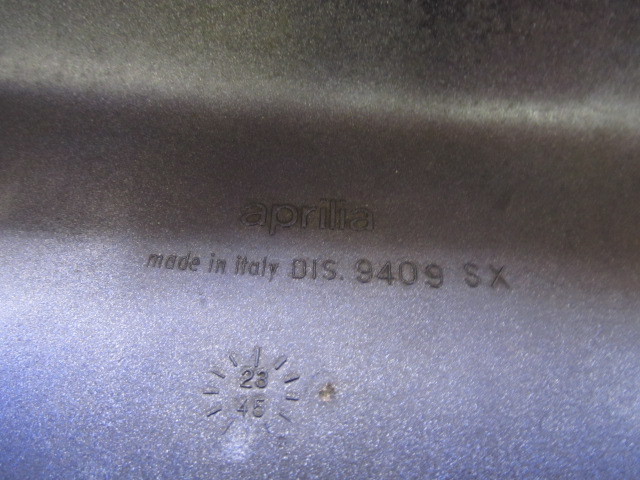 aprilia
made in italy DIS. 9409 SX
23
45